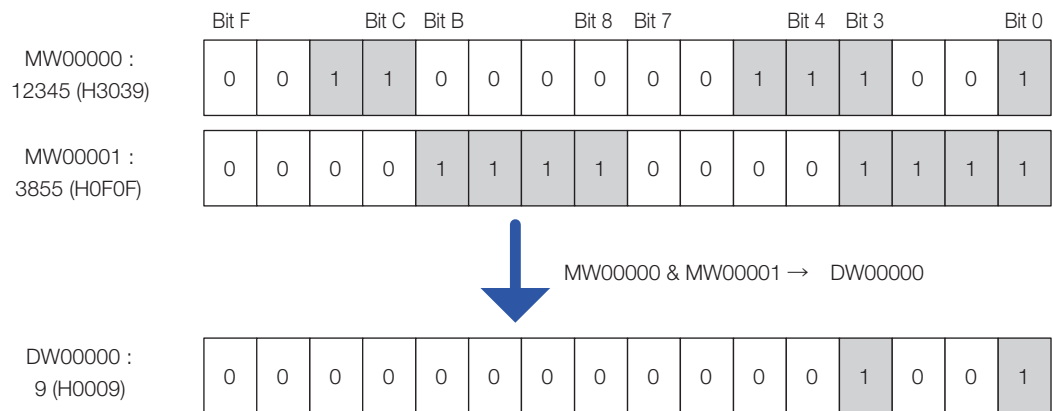 Bit F Bit C Bit B Bit 8 Bit 7 Bit 4 Bit 3 Bit 0
MW00000 :
12345 (H3039)
0 0 1 1 0 0 0 0 0 0 1 1 1 0 0 1
MW00001 :
3855 (H0F0F)
0 0 0 0 1 1 1 1 0 0 0 0 1 1 1 1
MW00000 & MW00001 → DW00000
DW00000 :
9 (H0009)
0 0 0 0 0 0 0 0 0 0 0 0 1 0 0 1